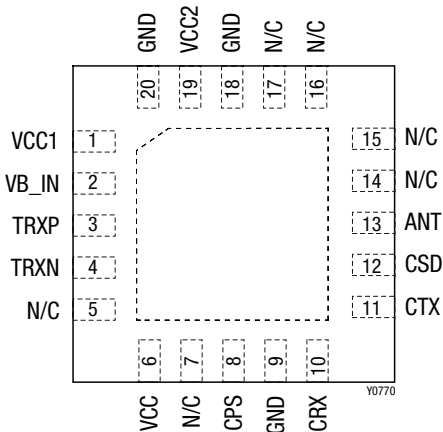 GND VCC2 GND N/C N/C
20 19 18 17 16
VCC1 1
VB_IN 2
TRXP 3
TRXN 4
N/C 5
15 N/C
14 N/C
13 ANT
12 CSD
11 CTX
6 7 8 9 10
VCC N/C CPS GND CRX
Y0770